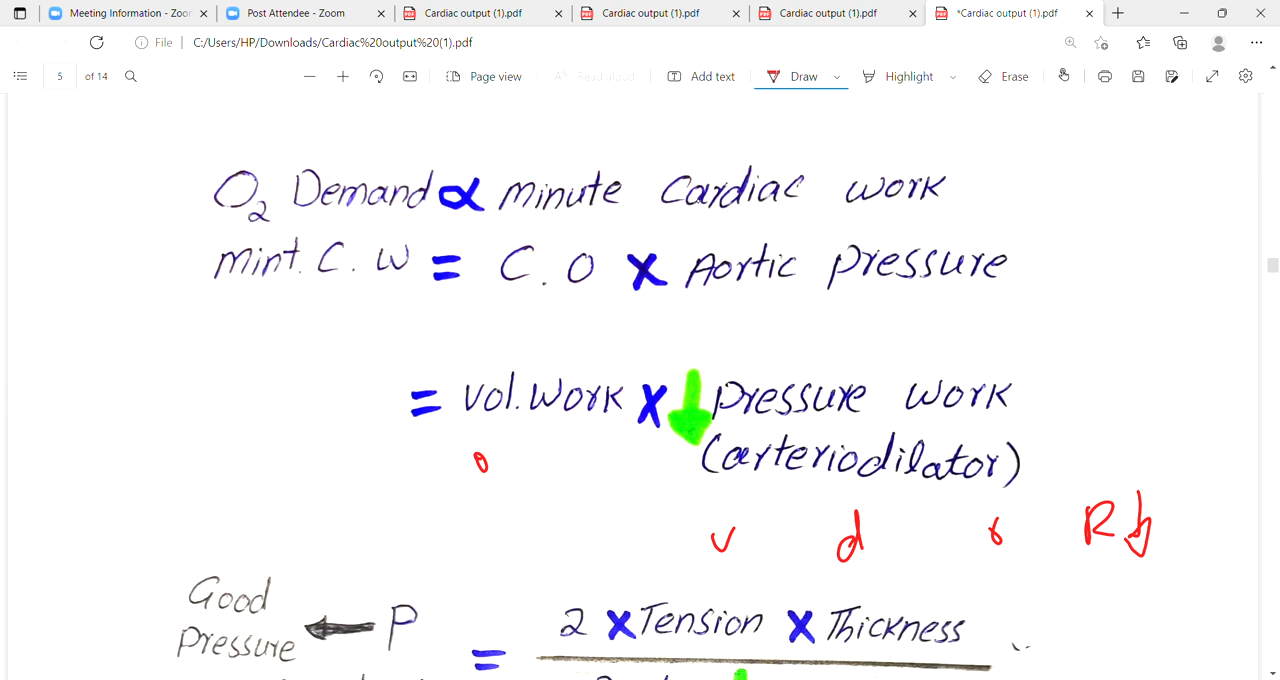 Meeting Information - Zoor
Post Attendee - Zoom
Cardiac output (1).pdf
Cardiac output (1).pdf
Cardiac output (1).pdf
*Cardiac output (1).pdf
File | C:/Users/HP/Downloads/Cardiac%20output%20(1).pdf
5 of 14
Page view
Read aloud
Add text
Draw
Highlight
Erase
O2 Demand ∝ minute cardiac work
mint. C. W = C. O × Aortic pressure
= vol. work × ↓ pressure work
(arteriodilator)
v d
Good
Pressure ← P = 2 × Tension × Thickness